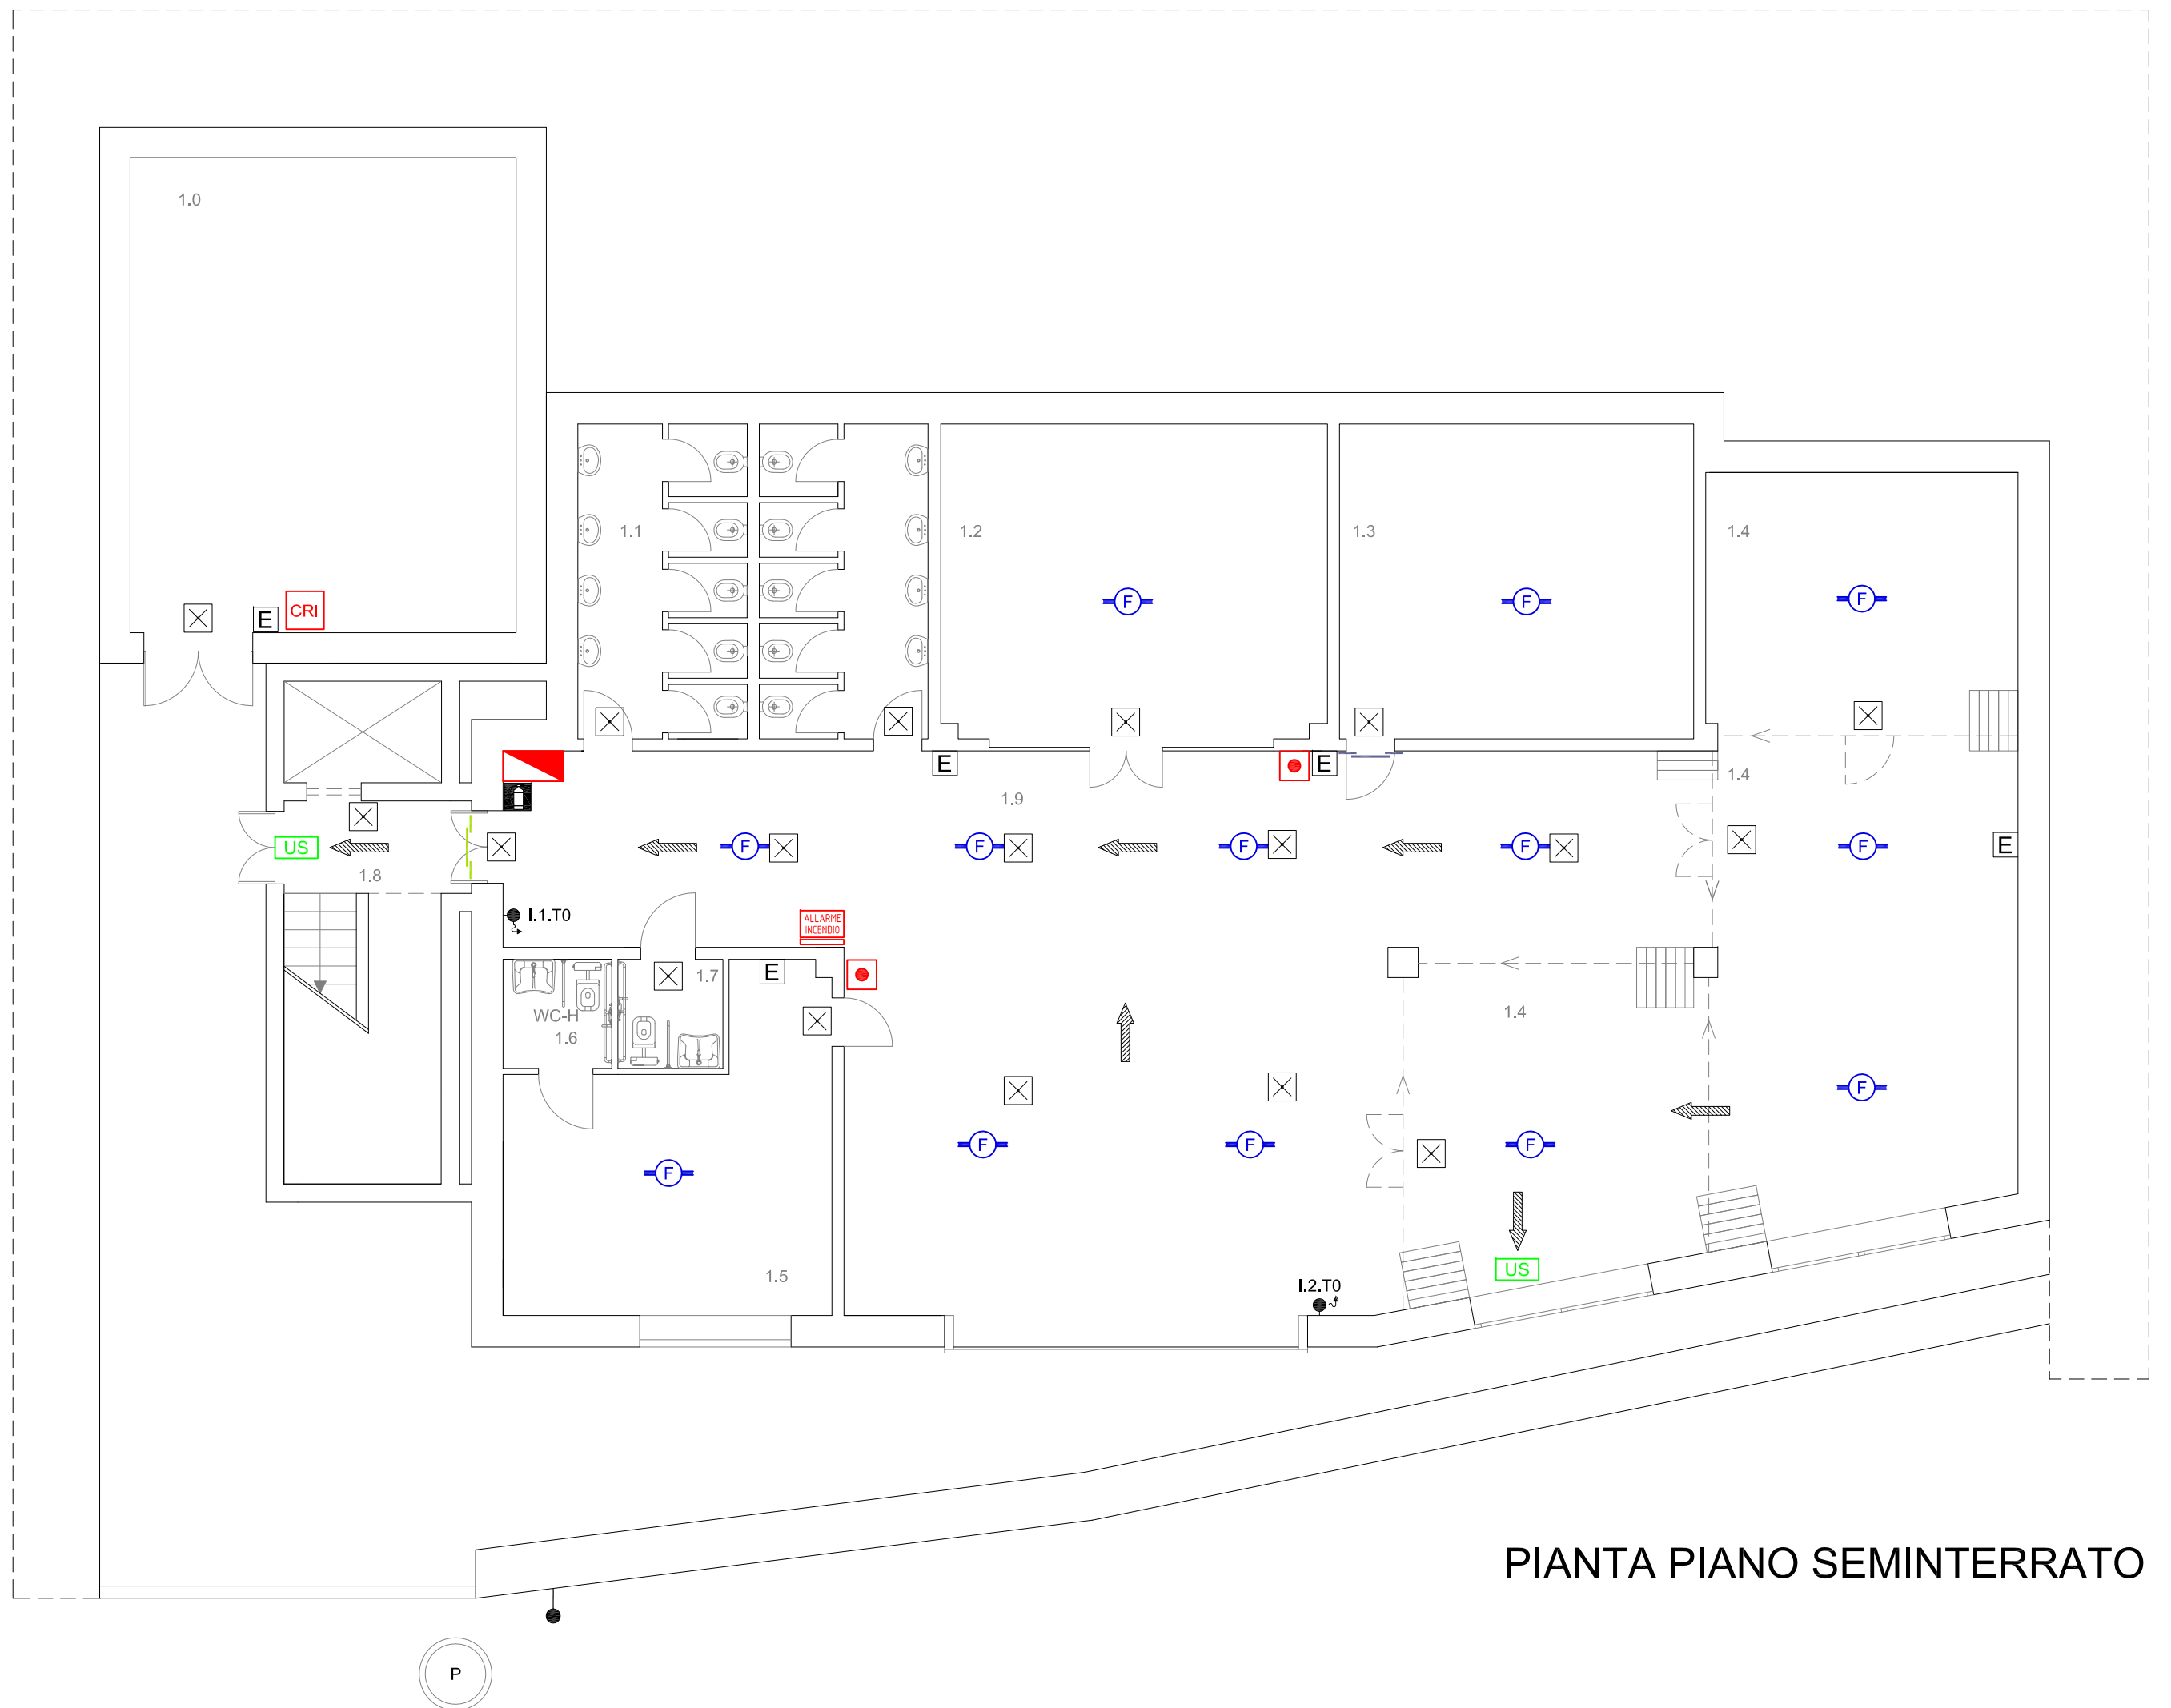 1.0
1.1
1.2
1.3
1.4
F
F
F
E
CRI
E
E
1.4
1.9
E
US
F
F
F
F
F
1.8
I.1.T0
ALLARME
INCENDIO
1.7
E
WC-H
1.6
1.4
F
F
F
F
F
1.5
US
I.2.T0
PIANTA PIANO SEMINTERRATO
P